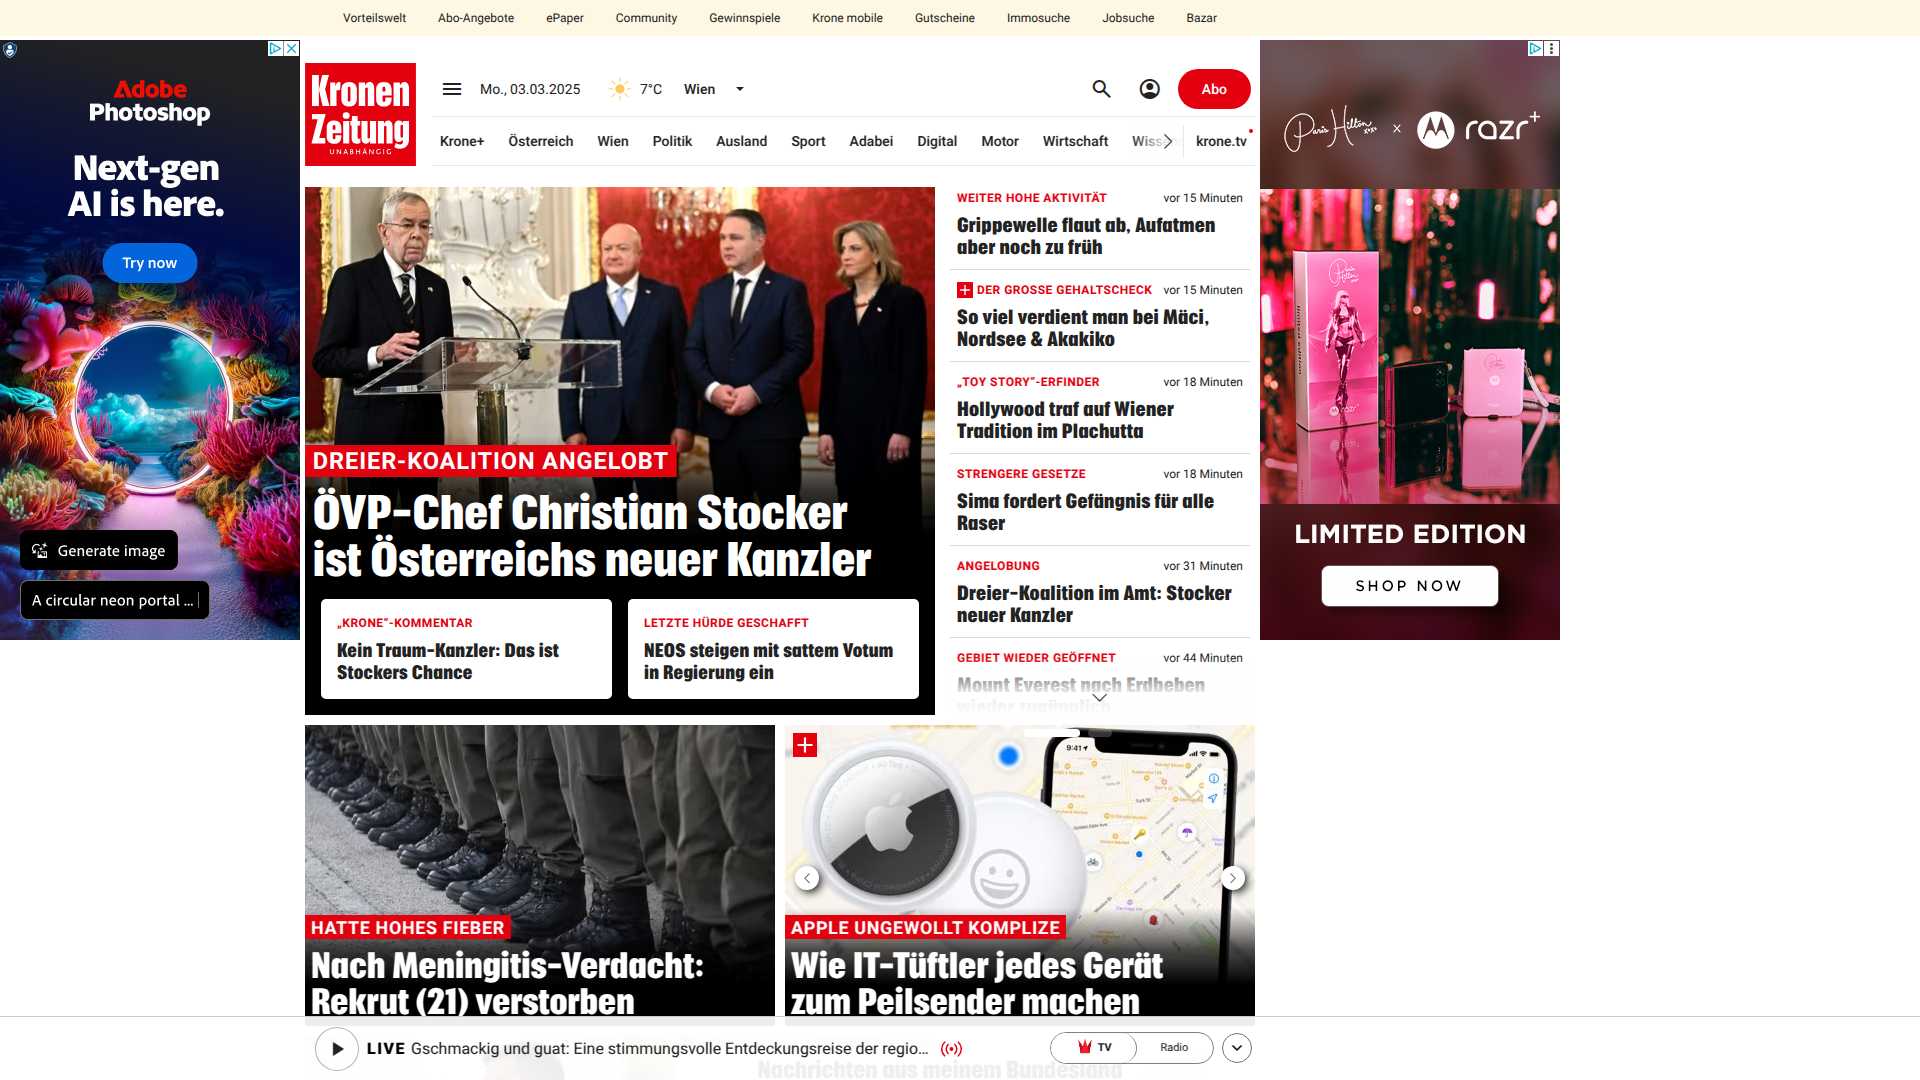 Vorteilswelt
Abo-Angebote
ePaper
Community
Gewinnspiele
Krone mobile
Gutscheine
Immosuche
Jobsuche
Bazar
Adobe
Photoshop
Next-gen
AI is here.
Try now
Generate image
A circular neon portal ...
Kronen
Zeitung
UNABHÄNGIG
Mo., 03.03.2025
7°C
Wien
Abo
Krone+
Österreich
Wien
Politik
Ausland
Sport
Adabei
Digital
Motor
Wirtschaft
Wissen
krone.tv
DREIER-KOALITION ANGELOBT
ÖVP-Chef Christian Stocker
ist Österreichs neuer Kanzler
„KRONE“-KOMMENTAR
Kein Traum-Kanzler: Das ist
Stockers Chance
LETZTE HÜRDE GESCHAFFT
NEOS steigen mit sattem Votum
in Regierung ein
WEITER HOHE AKTIVITÄT vor 15 Minuten
Grippewelle flaut ab, Aufatmen
aber noch zu früh
DER GROSSE GEHALTSCHECK vor 15 Minuten
So viel verdient man bei Mäci,
Nordsee & Akakiko
„TOY STORY“-ERFINDER vor 18 Minuten
Hollywood traf auf Wiener
Tradition im Plachutta
STRENGERE GESETZE vor 18 Minuten
Sima fordert Gefängnis für alle
Raser
ANGELOBUNG vor 31 Minuten
Dreier-Koalition im Amt: Stocker
neuer Kanzler
GEBIET WIEDER GEÖFFNET vor 44 Minuten
Mount Everest nach Erdbeben
wieder zugänglich
Paris Hilton xoxo x razr+
razr+
LIMITED EDITION
SHOP NOW
HATTE HOHES FIEBER
Nach Meningitis-Verdacht:
Rekrut (21) verstorben
9:41
APPLE UNGEWOLLT KOMPLIZE
Wie IT-Tüftler jedes Gerät
zum Peilsender machen
LIVE Gschmackig und guat: Eine stimmungsvolle Entdeckungsreise der regio...
TV
Radio
Nachrichten aus meinem Bundesland